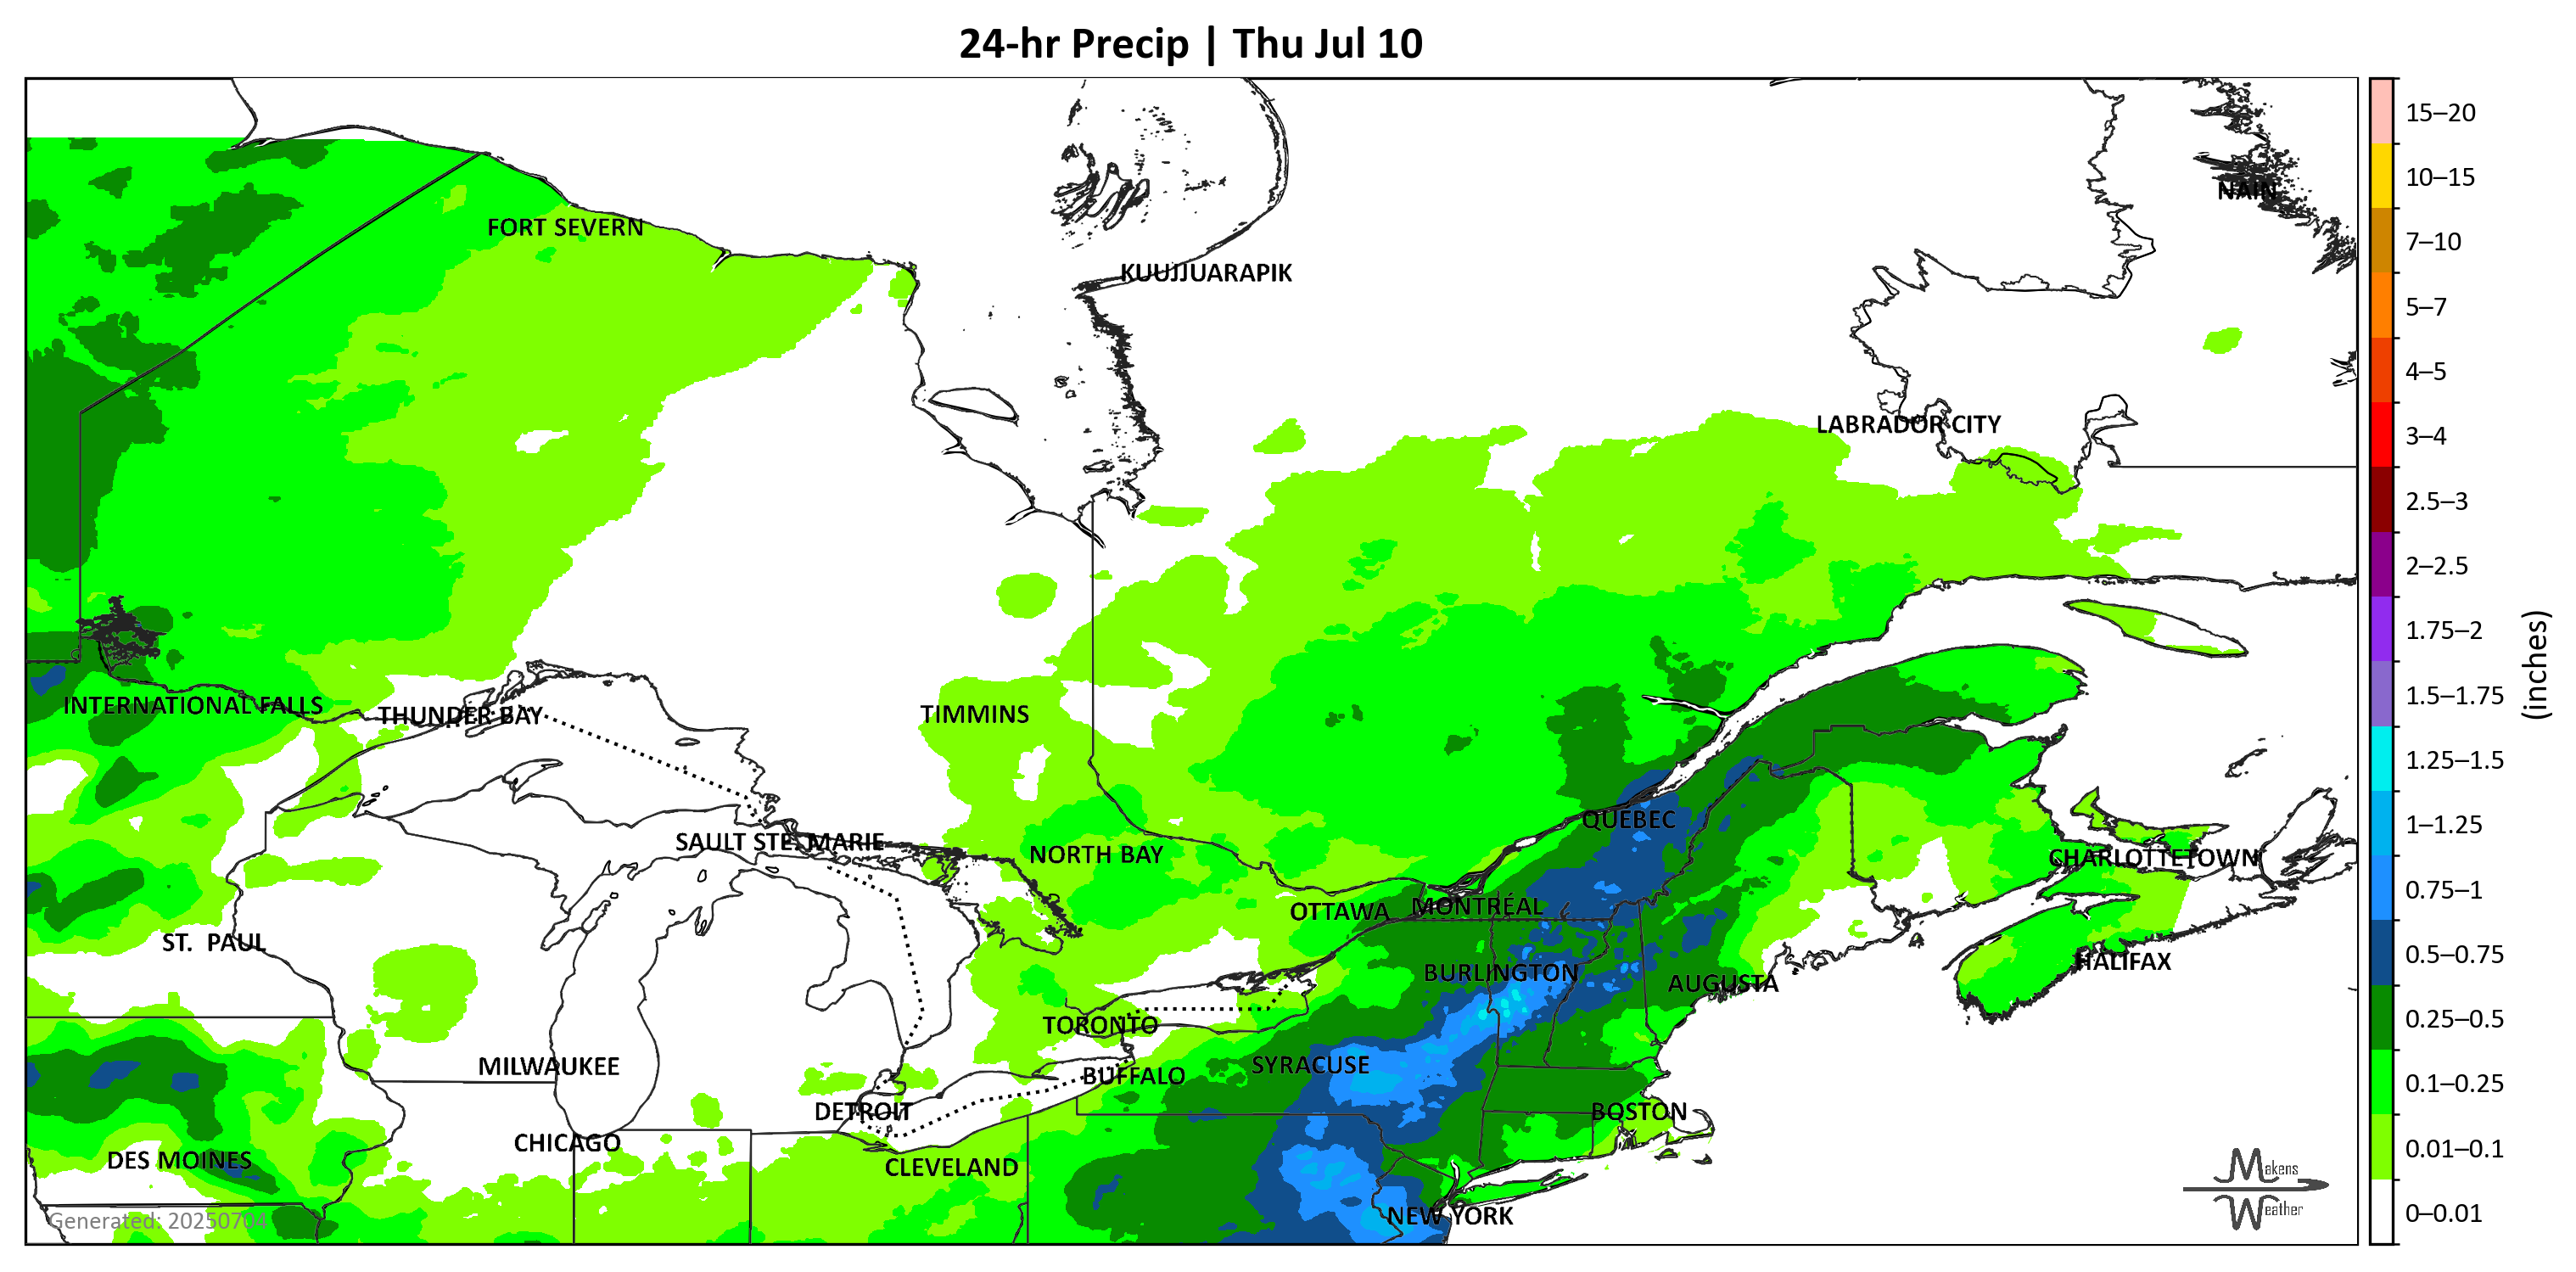 24-hr Precip | Thu Jul 10
15–20
10–15
NAIN
7–10
FORT SEVERN
KUUJJUARAPIK
5–7
4–5
LABRADOR CITY
3–4
2.5–3
2–2.5
1.75–2
(inches)
1.5–1.75
INTERNATIONAL FALLS
THUNDER BAY
TIMMINS
1.25–1.5
QUEBEC
1–1.25
SAULT STE. MARIE
NORTH BAY
CHARLOTTETOWN
0.75–1
OTTAWA
MONTRÉAL
ST. PAUL
0.5–0.75
HALIFAX
BURLINGTON
AUGUSTA
TORONTO
0.25–0.5
MILWAUKEE
SYRACUSE
BUFFALO
0.1–0.25
DETROIT
BOSTON
CHICAGO
0.01–0.1
DES MOINES
CLEVELAND
Makens
Weather
NEW YORK
0–0.01
Generated: 20250704